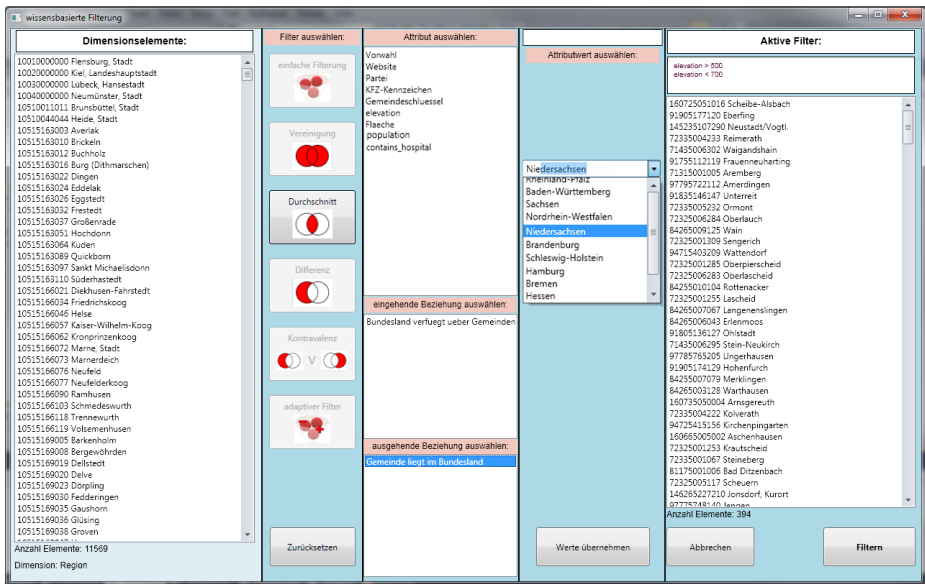 wissensbasierte Filterung
Dimensionselemente:
10010000000 Flensburg, Stadt
10020000000 Kiel, Landeshauptstadt
10030000000 Lübeck, Hansestadt
10040000000 Neumünster, Stadt
10510011011 Brunsbüttel, Stadt
10510044044 Heide, Stadt
10515163003 Averlak
10515163010 Brickeln
10515163012 Buchholz
10515163016 Burg (Dithmarschen)
10515163022 Dingen
10515163024 Eddelak
10515163026 Eggstedt
10515163032 Frestedt
10515163037 Großenrade
10515163051 Hochdonn
10515163064 Kuden
10515163089 Quickborn
10515163097 Sankt Michaelisdonn
10515163110 Süderhastedt
10515166021 Diekhusen-Fahrstedt
10515166034 Friedrichskoog
10515166046 Helse
10515166057 Kaiser-Wilhelm-Koog
10515166062 Kronprinzenkoog
10515166072 Marne, Stadt
10515166073 Marnerdeich
10515166076 Neufeld
10515166077 Neufelderkoog
10515166090 Ramhusen
10515166103 Schmedeswurth
10515166118 Trennewurth
10515166119 Volsemenhusen
10515169005 Barkenholm
10515169008 Bergewöhrden
10515169019 Dellstedt
10515169020 Delve
10515169023 Dörpling
10515169030 Fedderingen
10515169035 Gaushorn
10515169036 Glüsing
10515169038 Groven
Anzahl Elemente: 11569
Dimension: Region
Filter auswählen:
einfache Filterung
Vereinigung
Durchschnitt
Differenz
Kontravalenz
V
adaptiver Filter
Zurücksetzen
Attribut auswählen:
Vorwahl
Website
Partei
KFZ-Kennzeichen
Gemeindeschluessel
elevation
Flaeche
population
contains_hospital
eingehende Beziehung auswählen:
Bundesland verfuegt ueber Gemeinden
ausgehende Beziehung auswählen:
Gemeinde liegt im Bundesland
Attributwert auswählen:
Niedersachsen
Rheinland-Pfalz
Baden-Württemberg
Sachsen
Nordrhein-Westfalen
Niedersachsen
Brandenburg
Schleswig-Holstein
Hamburg
Bremen
Hessen
Werte übernehmen
Aktive Filter:
elevation > 600
elevation < 700
160725051016 Scheibe-Alsbach
91905177120 Eberfing
145235107290 Neustadt/Vogtl.
72335004233 Reimerath
71435006302 Waigandshain
91755112119 Frauenneuharting
71315001005 Aremberg
97795722112 Amerdingen
91835146147 Unterreit
72335005232 Ormont
72325006284 Oberlauch
84265009125 Wain
72325001309 Sengerich
94715403209 Wattendorf
72325001285 Oberpierscheid
72325006283 Oberlascheid
84255010104 Rottenacker
72325001255 Lascheid
84265007067 Langenenslingen
84265006043 Erlenmoos
91805136127 Ohlstadt
71435006295 Stein-Neukirch
97785765205 Ungerhausen
91905174129 Hohenfurch
84255007079 Merklingen
84265003128 Warthausen
160735050004 Arnsgereuth
72335004222 Kolverath
94725415156 Kirchenpingarten
160665005002 Aschenhausen
72325001253 Krautscheid
72335001067 Steineberg
81175001006 Bad Ditzenbach
72325005117 Scheuern
146265227210 Jonsdorf, Kurort
97775748140 Jengen
Anzahl Elemente: 394
Abbrechen
Filtern